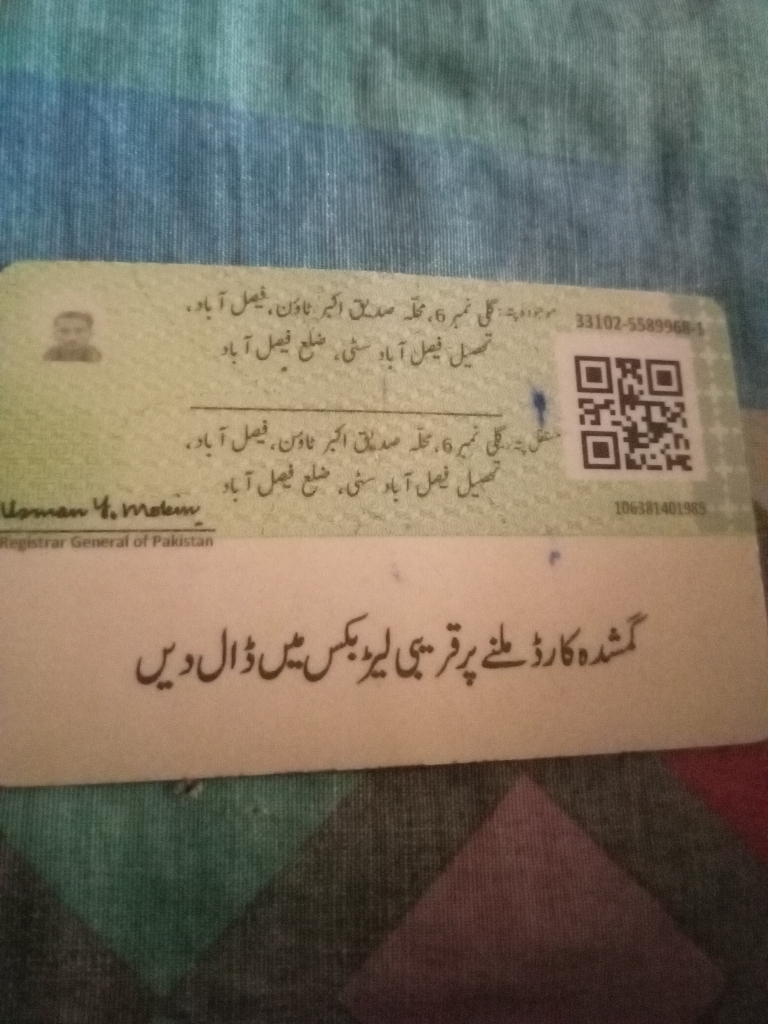 موجودہ پتہ: گلی نمبر 6، محلّہ صدیق اکبر ٹاؤن، فیصل آباد،
تحصیل فیصل آباد سٹی، ضلع فیصل آباد
33102-5589968-1
مستقل پتہ: گلی نمبر 6، محلّہ صدیق اکبر ٹاؤن، فیصل آباد،
تحصیل فیصل آباد سٹی، ضلع فیصل آباد
106381401985
Usman Y. Mobin
Registrar General of Pakistan
گمشدہ کارڈ ملنے پر قریبی لیٹر بکس میں ڈال دیں